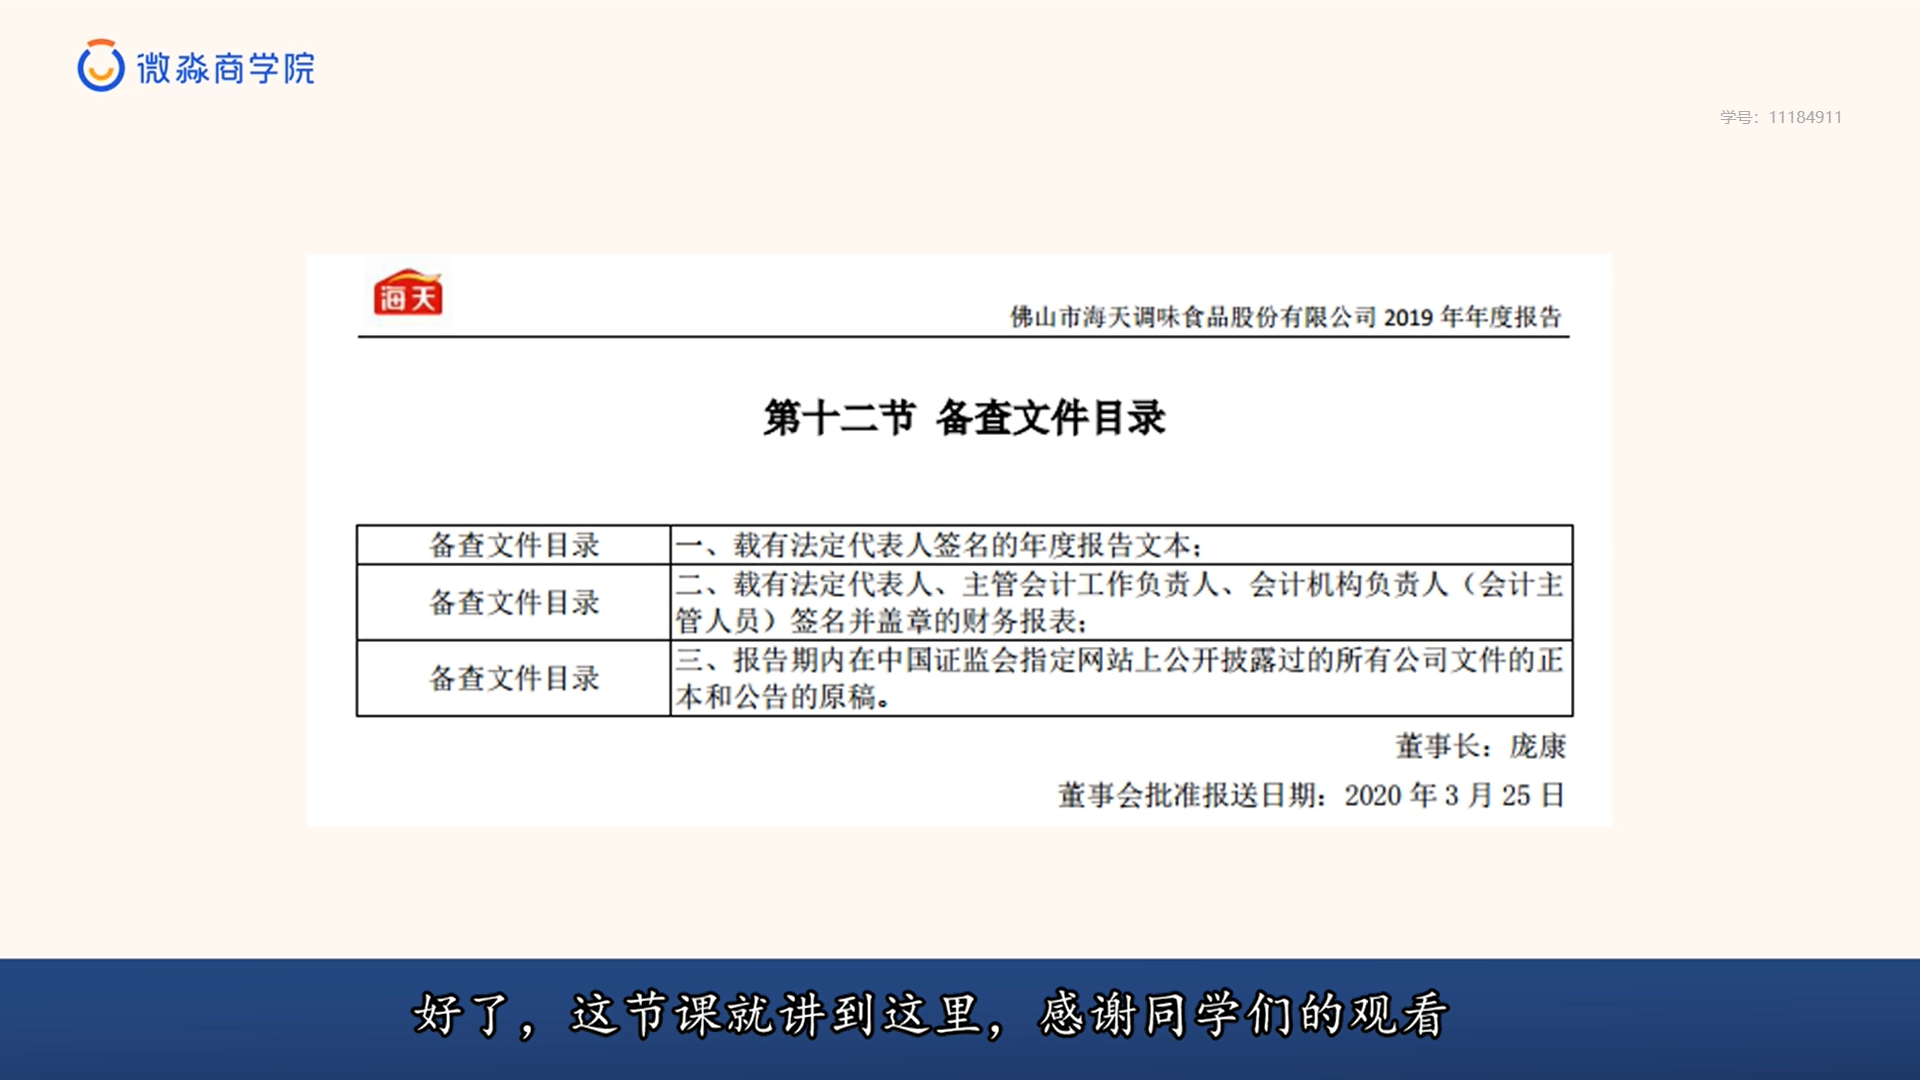 微淼商学院
学号：11184911
海天
佛山市海天调味食品股份有限公司 2019 年年度报告
第十二节 备查文件目录
备查文件目录 一、载有法定代表人签名的年度报告文本；
备查文件目录 二、载有法定代表人、主管会计工作负责人、会计机构负责人（会计主
管人员）签名并盖章的财务报表；
备查文件目录 三、报告期内在中国证监会指定网站上公开披露过的所有公司文件的正
本和公告的原稿。
董事长：庞康
董事会批准报送日期：2020 年 3 月 25 日
好了，这节课就讲到这里，感谢同学们的观看